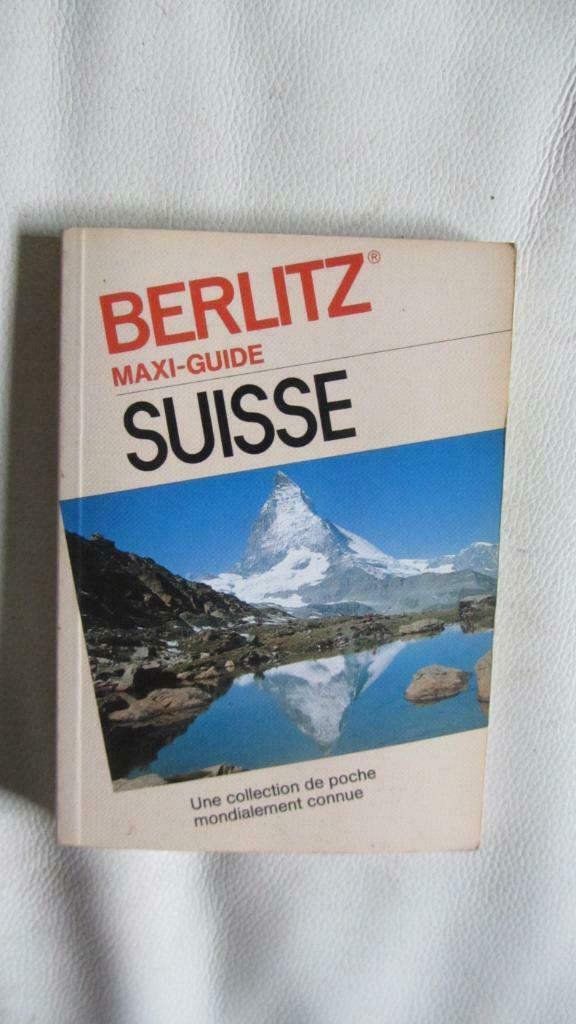 BERLITZ®
MAXI-GUIDE
SUISSE
Une collection de poche
mondialement connue